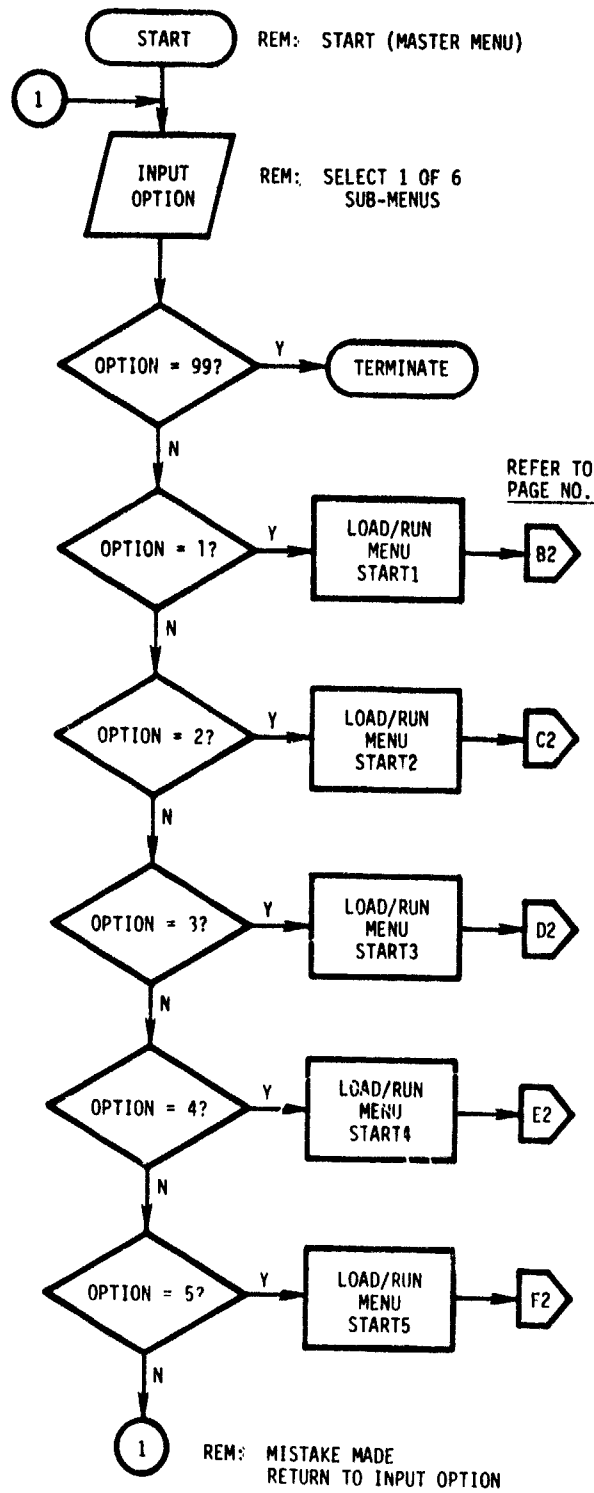 START REM: START (MASTER MENU)
1
INPUT REM: SELECT 1 OF 6
OPTION SUB-MENUS
OPTION = 99? Y TERMINATE
N
REFER TO
PAGE NO.
OPTION = 1? Y LOAD/RUN
MENU
START1
B2
N
OPTION = 2? Y LOAD/RUN
MENU
START2
C2
N
OPTION = 3? Y LOAD/RUN
MENU
START3
D2
N
OPTION = 4? Y LOAD/RUN
MENU
START4
E2
N
OPTION = 5? Y LOAD/RUN
MENU
START5
F2
N
1
REM: MISTAKE MADE
RETURN TO INPUT OPTION